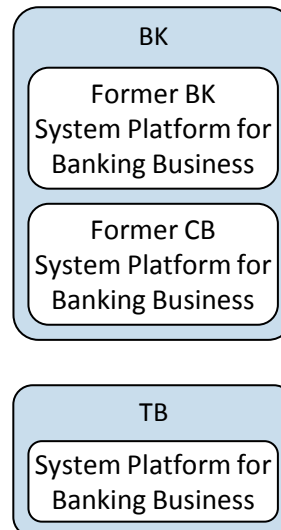 BK
Former BK
System Platform for
Banking Business
Former CB
System Platform for
Banking Business
TB
System Platform for
Banking Business